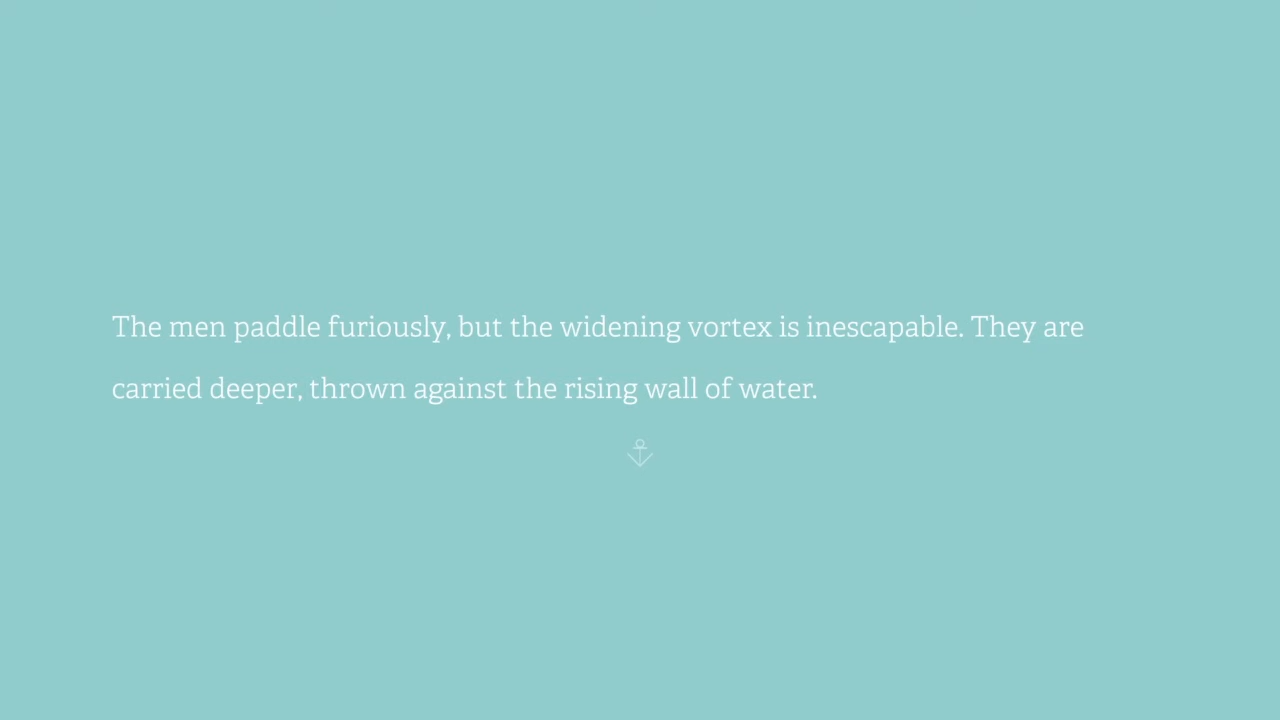 The men paddle furiously, but the widening vortex is inescapable. They are
carried deeper, thrown against the rising wall of water.